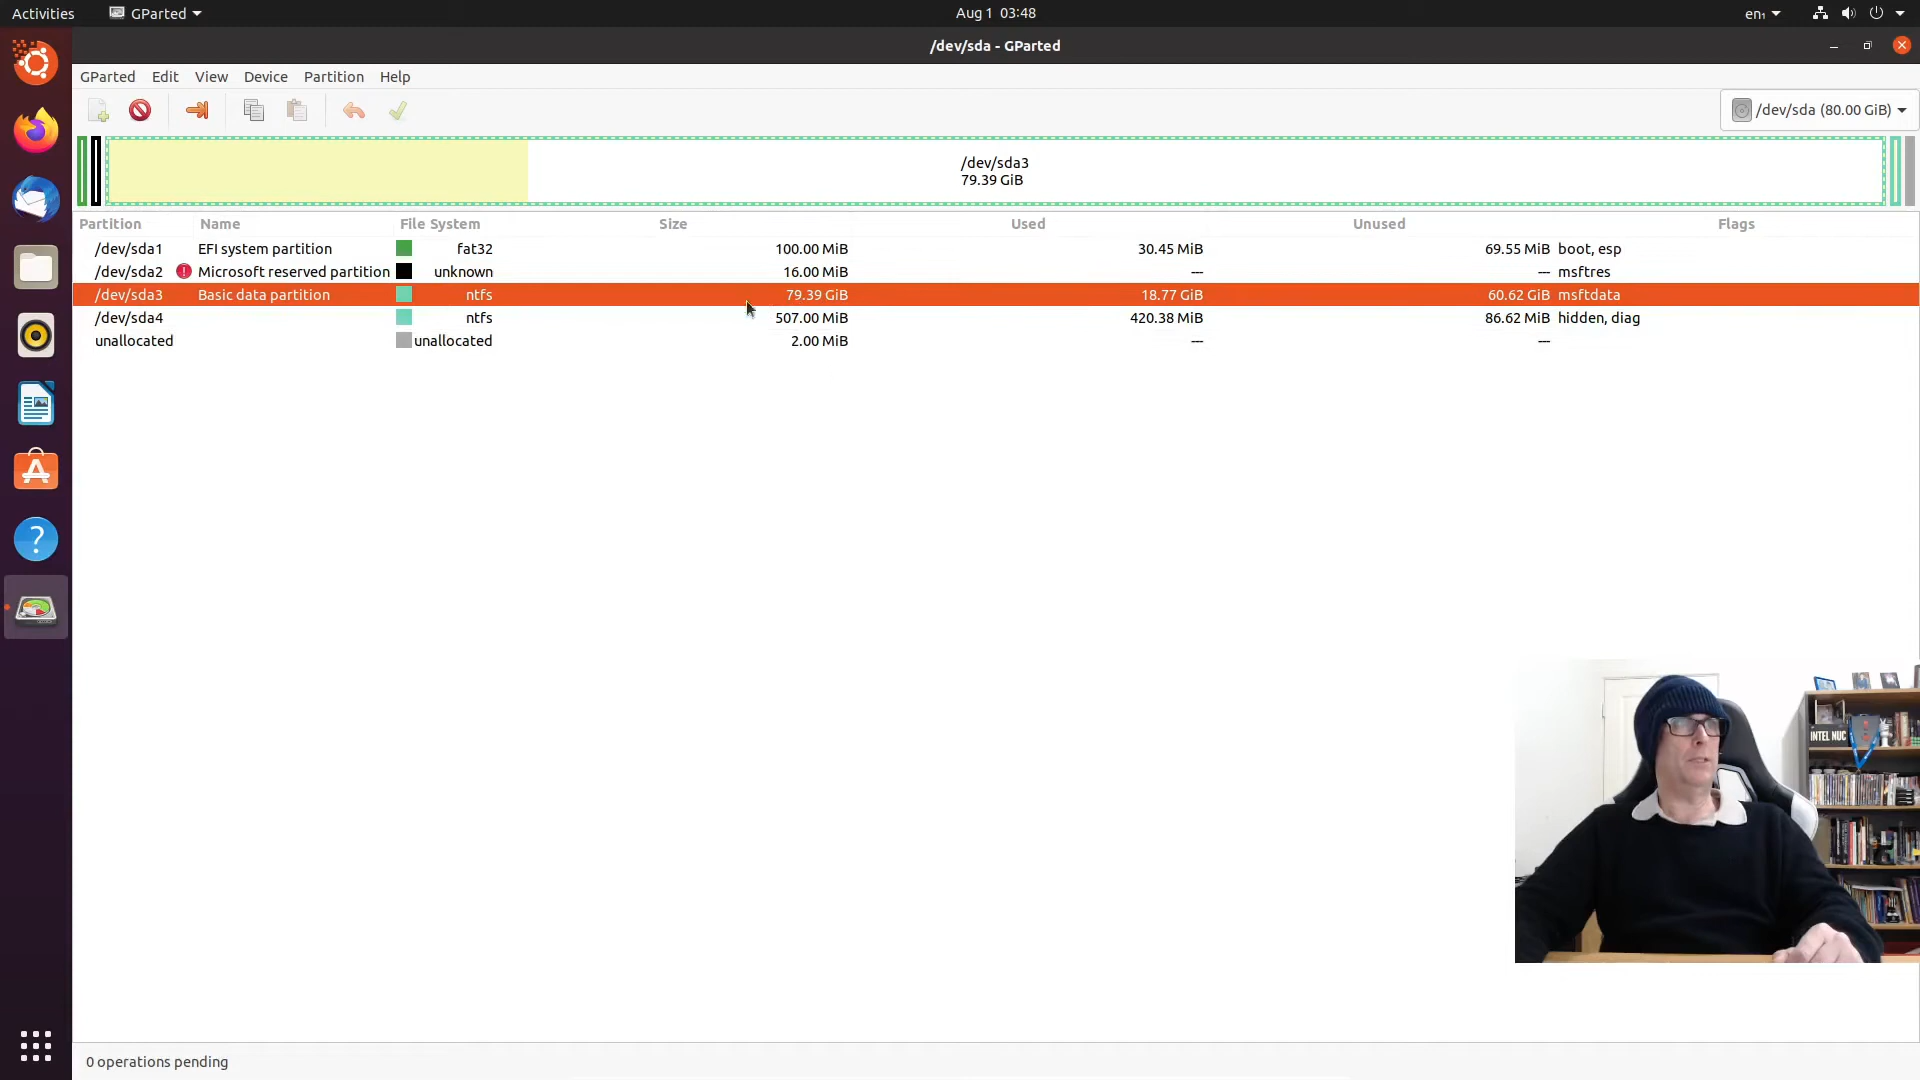 Activities GParted Aug 1 03:48 en₁
/dev/sda - GParted
GParted Edit View Device Partition Help
/dev/sda (80.00 GiB)
/dev/sda3
79.39 GiB
Partition Name File System Size Used Unused Flags
/dev/sda1 EFI system partition fat32 100.00 MiB 30.45 MiB 69.55 MiB boot, esp
/dev/sda2 Microsoft reserved partition unknown 16.00 MiB --- --- msftres
/dev/sda3 Basic data partition ntfs 79.39 GiB 18.77 GiB 60.62 GiB msftdata
/dev/sda4 ntfs 507.00 MiB 420.38 MiB 86.62 MiB hidden, diag
unallocated unallocated 2.00 MiB --- ---
INTEL NUC
0 operations pending